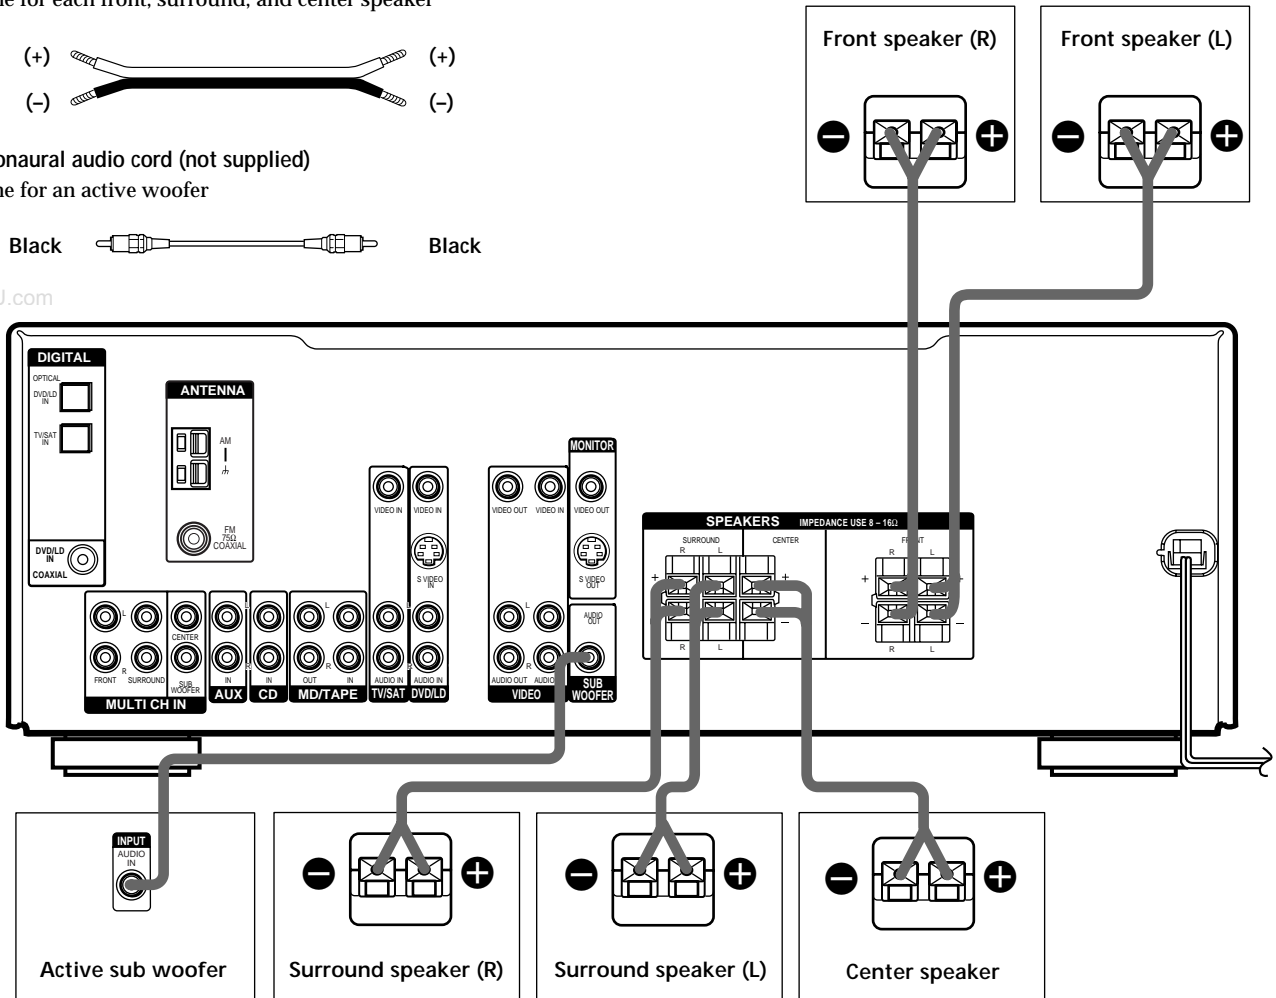 ne for each front, surround, and center speaker
(+) (+)
(–) (–)
onaural audio cord (not supplied)
ne for an active woofer
Black Black
J.com
Front speaker (R)
Front speaker (L)
– +
– +
DIGITAL
OPTICAL
DVD/LD
IN
TV/SAT
IN
DVD/LD
IN
COAXIAL
ANTENNA
AM
FM
75Ω
COAXIAL
MONITOR
VIDEO IN
VIDEO IN
VIDEO OUT
VIDEO IN
VIDEO OUT
S VIDEO
IN
S VIDEO
OUT
AUDIO
OUT
SPEAKERS IMPEDANCE USE 8 – 16Ω
SURROUND
CENTER
FRONT
R L
R L
+ +
+ +
– –
– –
R L
R L
L
CENTER
L
L
L
L
R
R
R
R
R
FRONT
SURROUND
SUB
WOOFER
IN
IN
OUT
IN
AUDIO IN
AUDIO IN
AUDIO OUT
AUDIO
MULTI CH IN
AUX
CD
MD/TAPE
TV/SAT
DVD/LD
VIDEO
SUB
WOOFER
INPUT
AUDIO
IN
– +
– +
– +
Active sub woofer
Surround speaker (R)
Surround speaker (L)
Center speaker